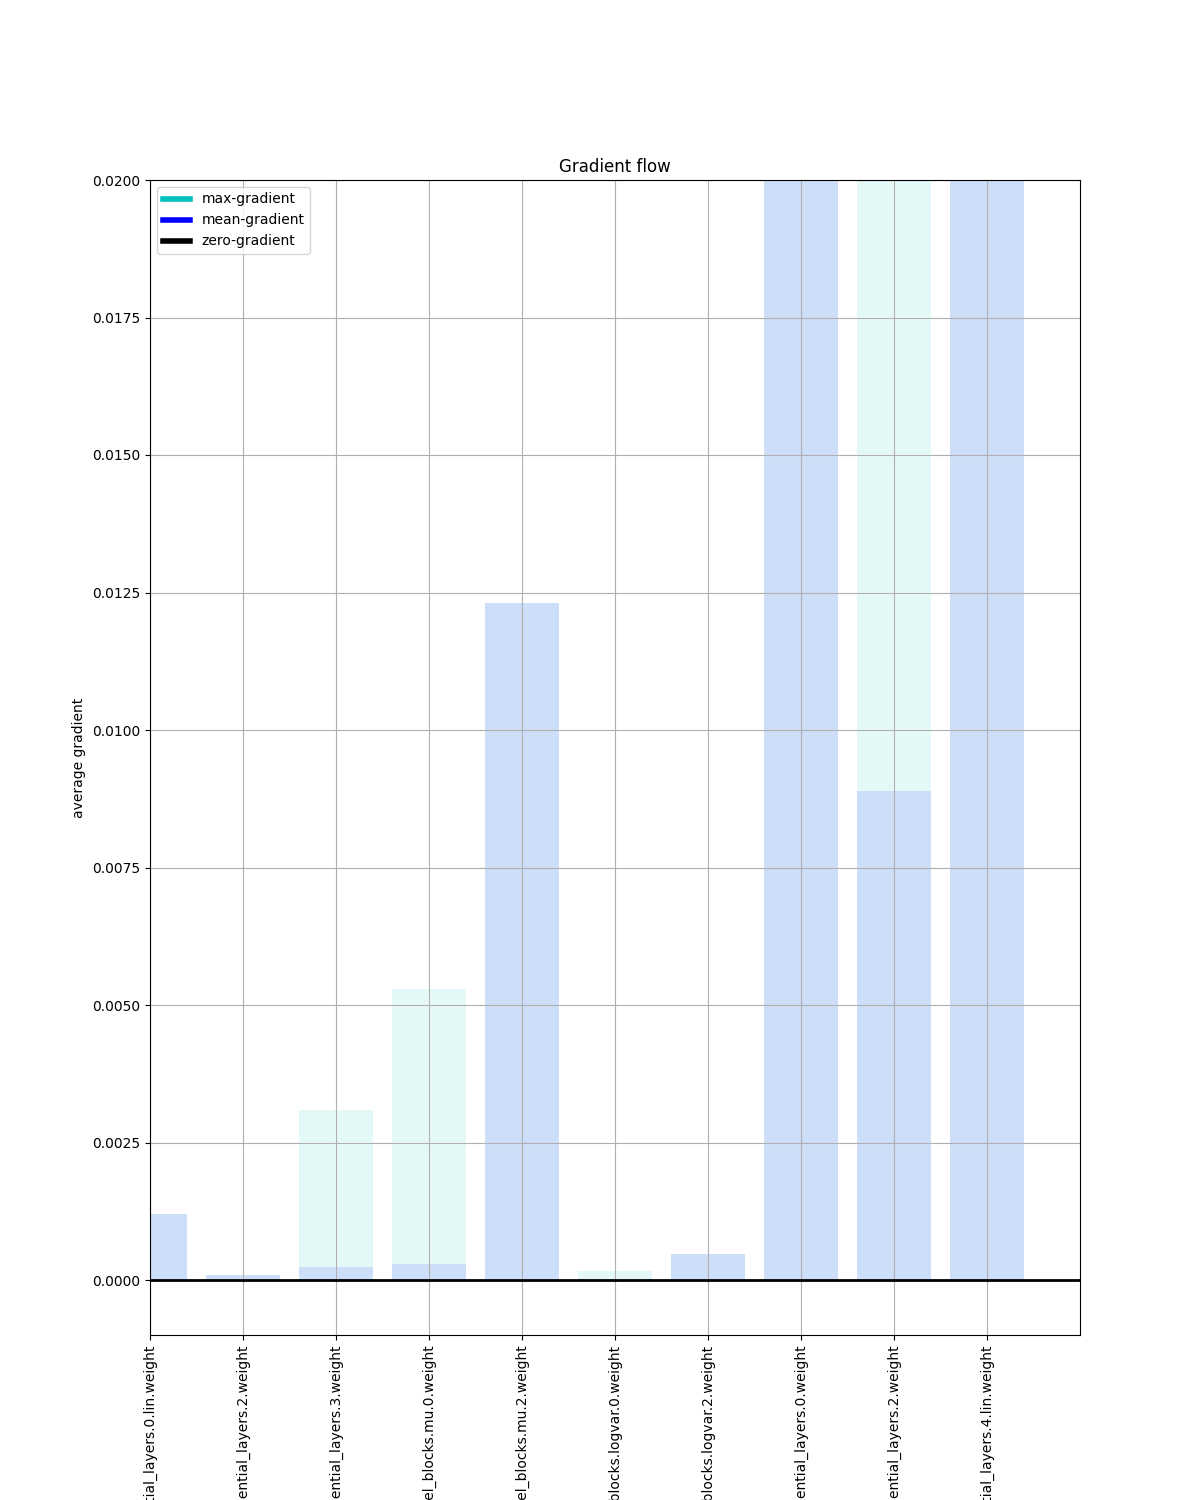 Gradient flow
max-gradient
mean-gradient
zero-gradient
0.0200
0.0175
0.0150
0.0125
0.0100
0.0075
0.0050
0.0025
0.0000
average gradient
tial_layers.0.lin.weight
ential_layers.2.weight
ential_layers.3.weight
el_blocks.mu.0.weight
el_blocks.mu.2.weight
blocks.logvar.0.weight
blocks.logvar.2.weight
ential_layers.0.weight
ential_layers.2.weight
tial_layers.4.lin.weight